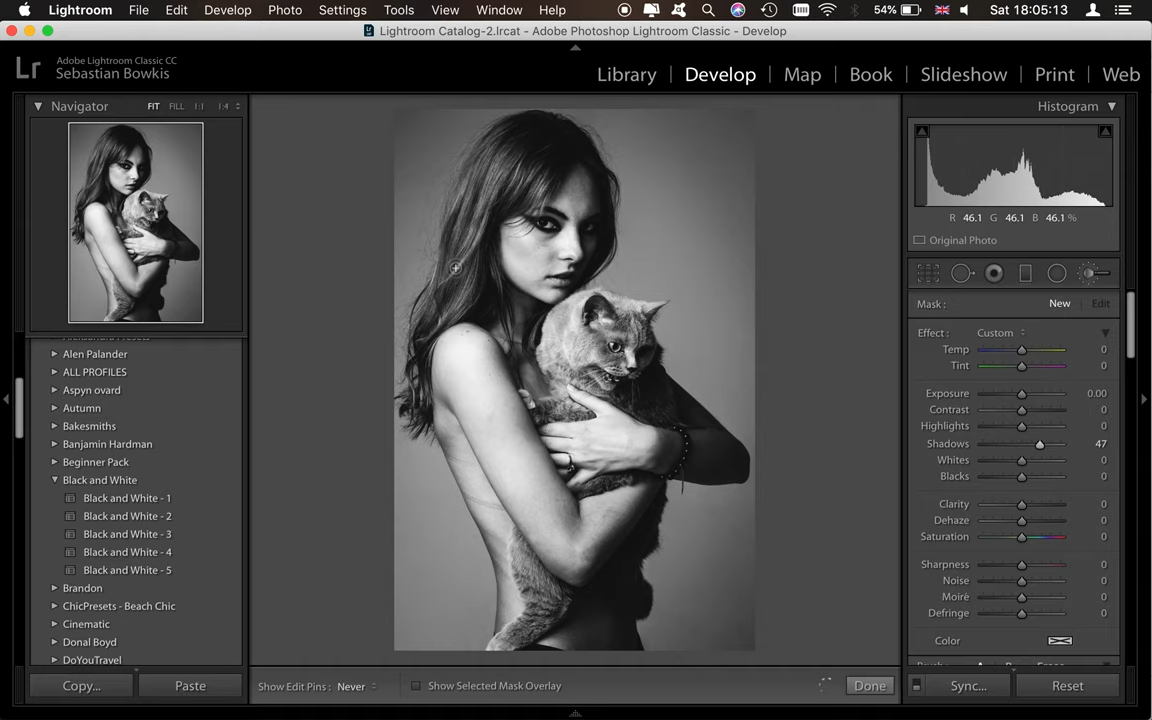 Lightroom File Edit Develop Photo Settings Tools View Window Help 54% Sat 18:05:13
Lightroom Catalog-2.lrcat - Adobe Photoshop Lightroom Classic - Develop
Lr Adobe Lightroom Classic CC
Sebastian Bowkis
Library | Develop | Map | Book | Slideshow | Print | Web
Navigator FIT FILL 1:1 1:4
Alen Palander
ALL PROFILES
Aspyn ovard
Autumn
Bakesmiths
Banjamin Hardman
Beginner Pack
Black and White
Black and White - 1
Black and White - 2
Black and White - 3
Black and White - 4
Black and White - 5
Brandon
ChicPresets - Beach Chic
Cinematic
Donal Boyd
DoYouTravel
Copy... Paste
Show Edit Pins : Never Show Selected Mask Overlay Done
Histogram
R 46.1 G 46.1 B 46.1 %
Original Photo
Mask : New Edit
Effect : Custom
Temp 0
Tint 0
Exposure 0.00
Contrast 0
Highlights 0
Shadows 47
Whites 0
Blacks 0
Clarity 0
Dehaze 0
Saturation 0
Sharpness 0
Noise 0
Moiré 0
Defringe 0
Color
Sync... Reset